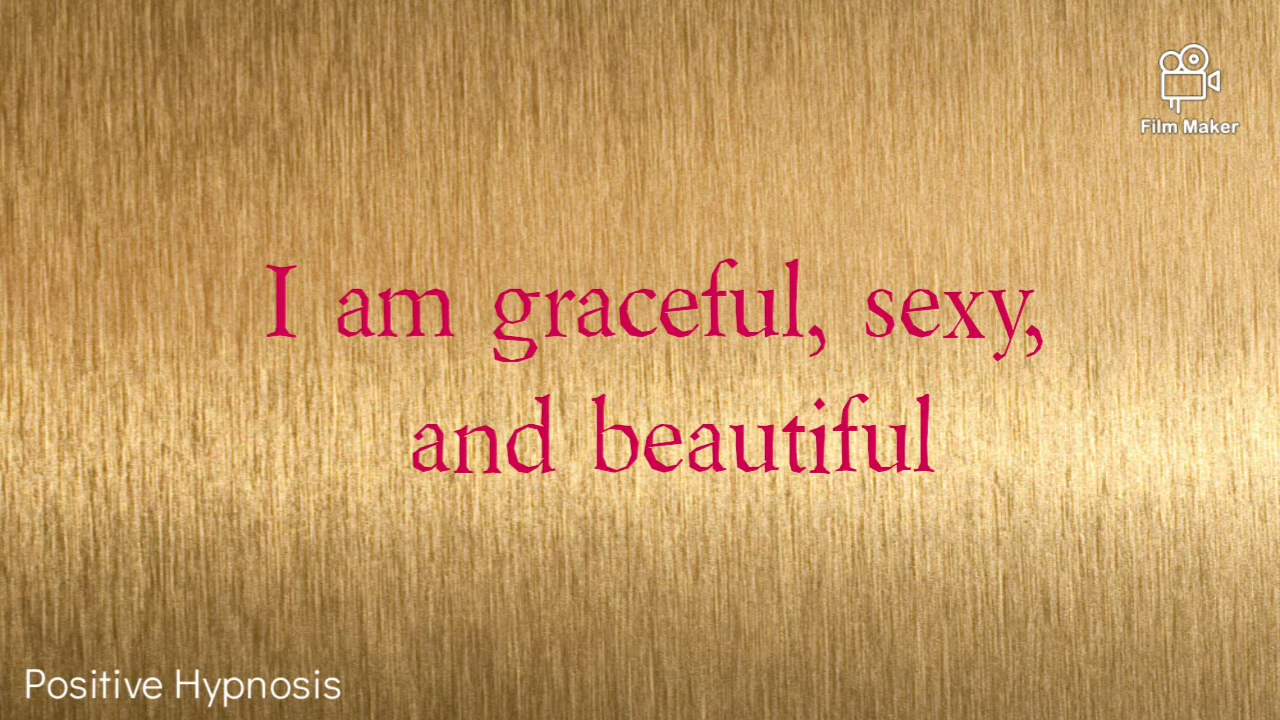 Film Maker
I am graceful, sexy,
and beautiful
Positive Hypnosis